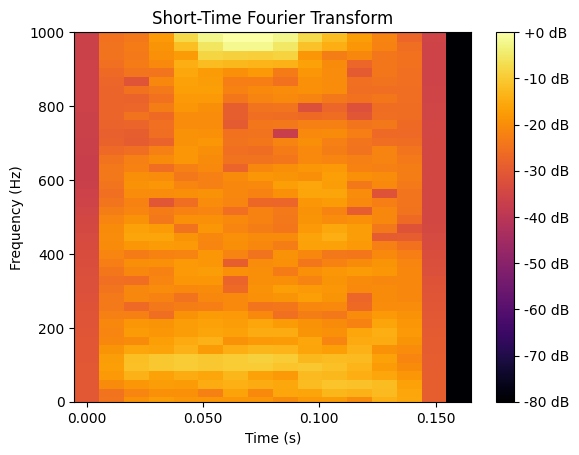 Short-Time Fourier Transform
Frequency (Hz)
1000
800
600
400
200
0
0.000
0.050
0.100
0.150
Time (s)
+0 dB
-10 dB
-20 dB
-30 dB
-40 dB
-50 dB
-60 dB
-70 dB
-80 dB